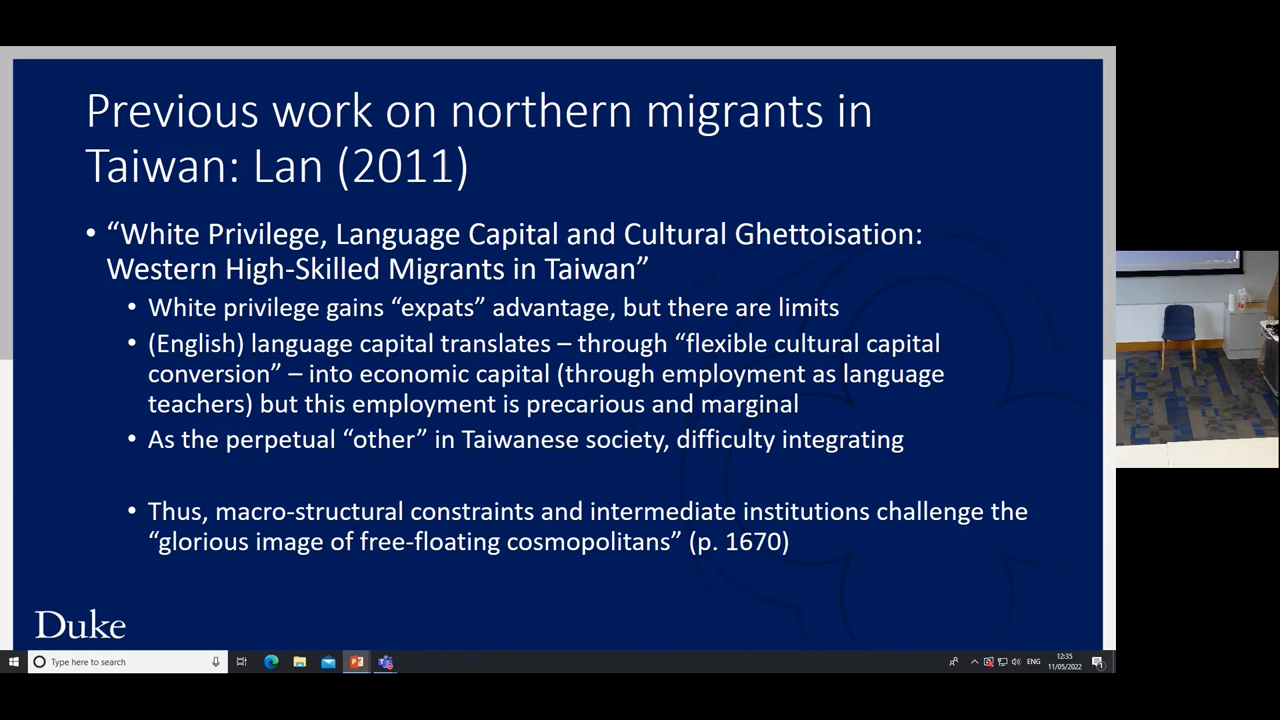 Previous work on northern migrants in
Taiwan: Lan (2011)
• “White Privilege, Language Capital and Cultural Ghettoisation:
Western High-Skilled Migrants in Taiwan”
• White privilege gains “expats” advantage, but there are limits
• (English) language capital translates – through “flexible cultural capital
conversion” – into economic capital (through employment as language
teachers) but this employment is precarious and marginal
• As the perpetual “other” in Taiwanese society, difficulty integrating
• Thus, macro-structural constraints and intermediate institutions challenge the
“glorious image of free-floating cosmopolitans” (p. 1670)
Duke
Type here to search
ENG
12:35
11/05/2022